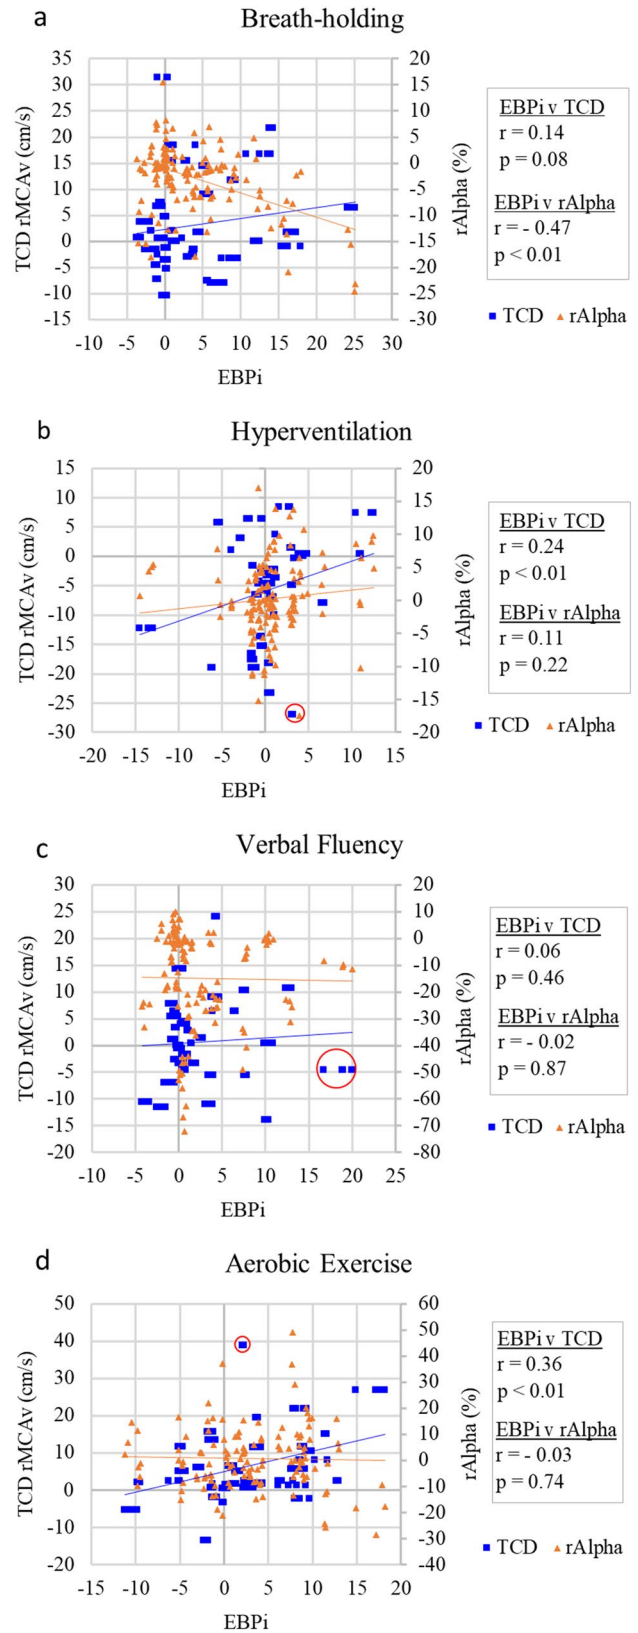 a
Breath-holding
35
30
25
20
15
10
5
0
-5
-10
-15
TCD rMCAv (cm/s)
20
15
10
5
0
-5
-10
-15
-20
-25
-30
rAlpha (%)
-10 -5 0 5 10 15 20 25 30
EBPi
EBPi v TCD
r = 0.14
p = 0.08
EBPi v rAlpha
r = - 0.47
p < 0.01
TCD rAlpha
b
Hyperventilation
15
10
5
0
-5
-10
-15
-20
-25
-30
TCD rMCAv (cm/s)
20
15
10
5
0
-5
-10
-15
-20
rAlpha (%)
-20 -15 -10 -5 0 5 10 15
EBPi
EBPi v TCD
r = 0.24
p < 0.01
EBPi v rAlpha
r = 0.11
p = 0.22
TCD rAlpha
c
Verbal Fluency
30
25
20
15
10
5
0
-5
-10
-15
-20
TCD rMCAv (cm/s)
20
10
0
-10
-20
-30
-40
-50
-60
-70
-80
rAlpha (%)
-10 -5 0 5 10 15 20 25
EBPi
EBPi v TCD
r = 0.06
p = 0.46
EBPi v rAlpha
r = - 0.02
p = 0.87
TCD rAlpha
d
Aerobic Exercise
50
40
30
20
10
0
-10
-20
TCD rMCAv (cm/s)
60
50
40
30
20
10
0
-10
-20
-30
-40
rAlpha (%)
-15 -10 -5 0 5 10 15 20
EBPi
EBPi v TCD
r = 0.36
p < 0.01
EBPi v rAlpha
r = - 0.03
p = 0.74
TCD rAlpha